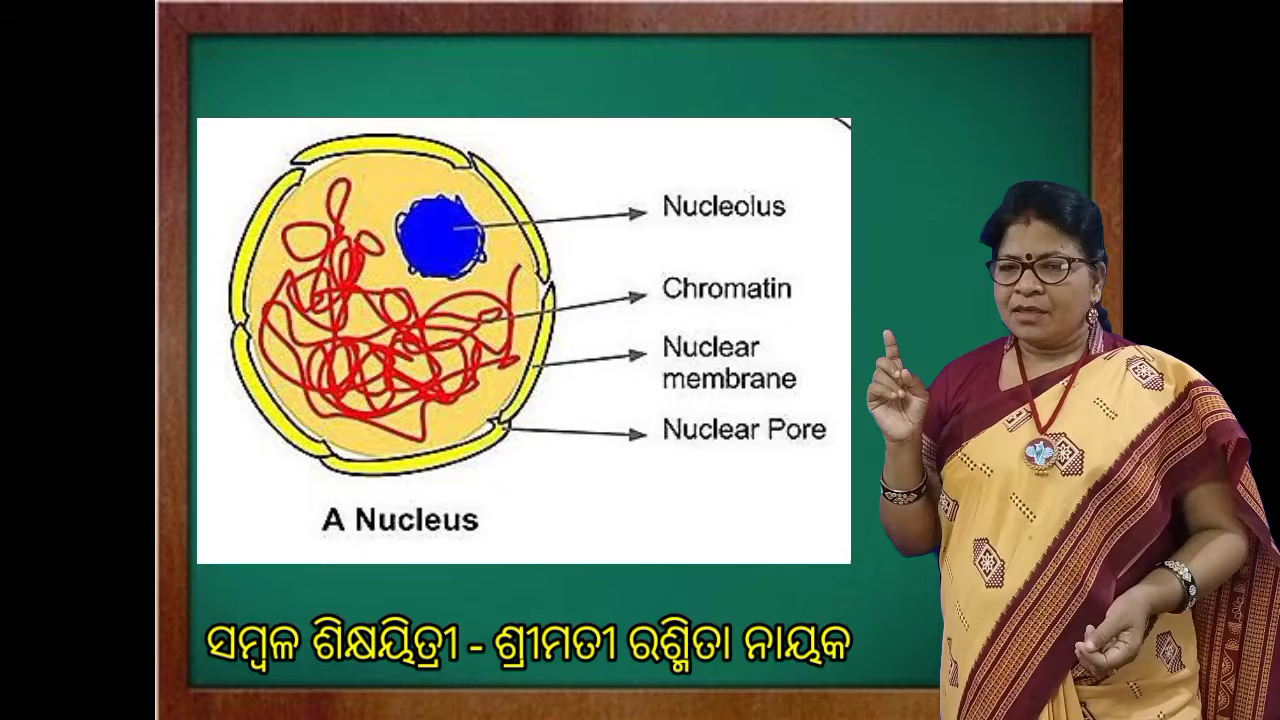 Nucleolus
Chromatin
Nuclear
membrane
Nuclear Pore
A Nucleus
ସମ୍ବଳ ଶିକ୍ଷୟିତ୍ରୀ - ଶ୍ରୀମତୀ ରଶ୍ମିତା ନାୟକ